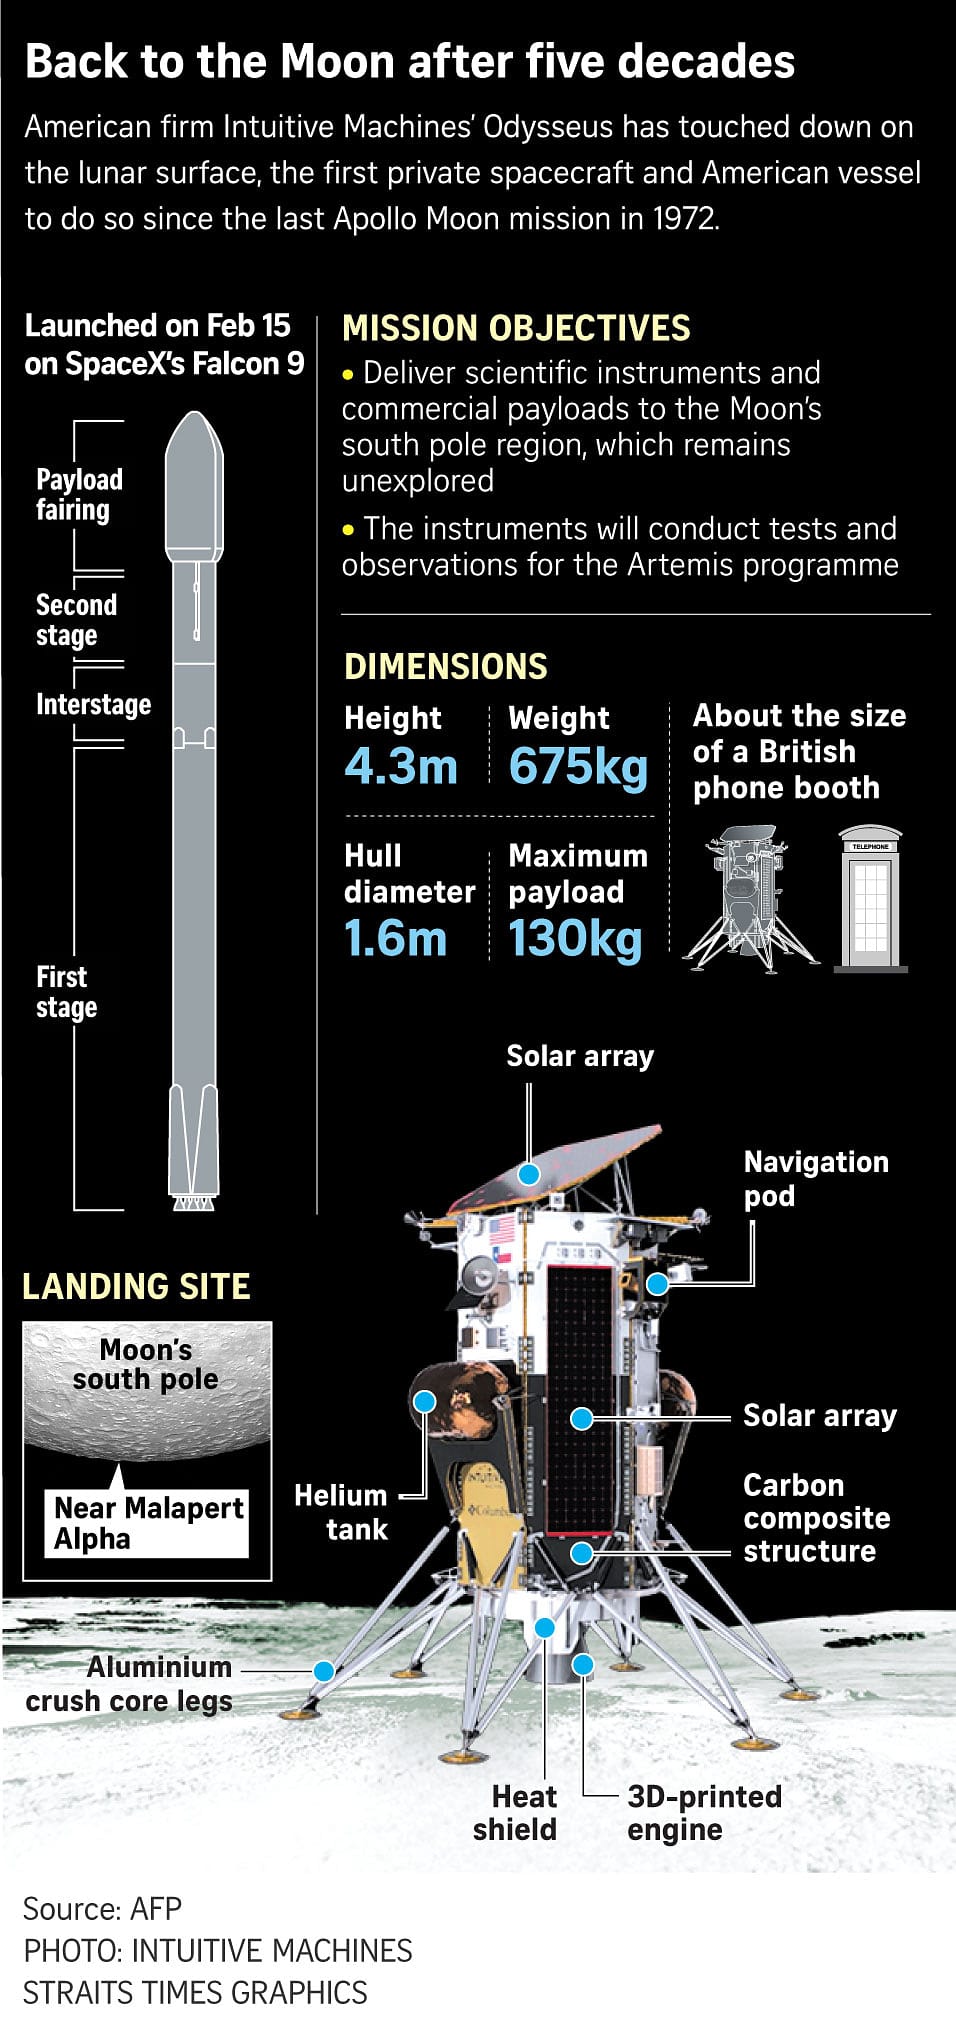 Back to the Moon after five decades
American firm Intuitive Machines’ Odysseus has touched down on
the lunar surface, the first private spacecraft and American vessel
to do so since the last Apollo Moon mission in 1972.
Launched on Feb 15
on SpaceX’s Falcon 9
Payload
fairing
Second
stage
Interstage
First
stage
MISSION OBJECTIVES
• Deliver scientific instruments and
commercial payloads to the Moon’s
south pole region, which remains
unexplored
• The instruments will conduct tests and
observations for the Artemis programme
DIMENSIONS
Height
4.3m
Weight
675kg
Hull
diameter
1.6m
Maximum
payload
130kg
About the size
of a British
phone booth
TELEPHONE
Solar array
Navigation
pod
LANDING SITE
Moon’s
south pole
Near Malapert
Alpha
Solar array
Helium
tank
Carbon
composite
structure
INTUITIVE
Columbia
Aluminium
crush core legs
Heat
shield
3D-printed
engine
Source: AFP
PHOTO: INTUITIVE MACHINES
STRAITS TIMES GRAPHICS